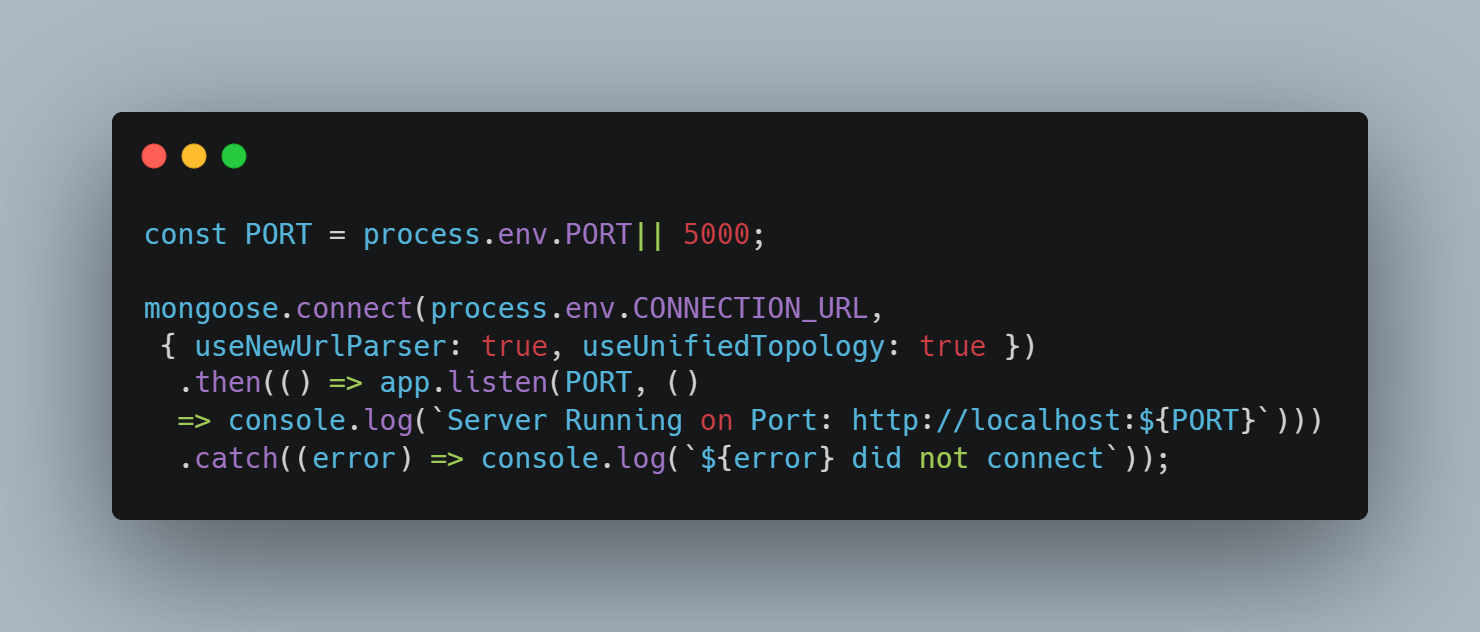 const PORT = process.env.PORT|| 5000;
mongoose.connect(process.env.CONNECTION_URL,
{ useNewUrlParser: true, useUnifiedTopology: true })
.then(() => app.listen(PORT, ()
=> console.log(`Server Running on Port: http://localhost:${PORT}`)))
.catch((error) => console.log(`${error} did not connect`));